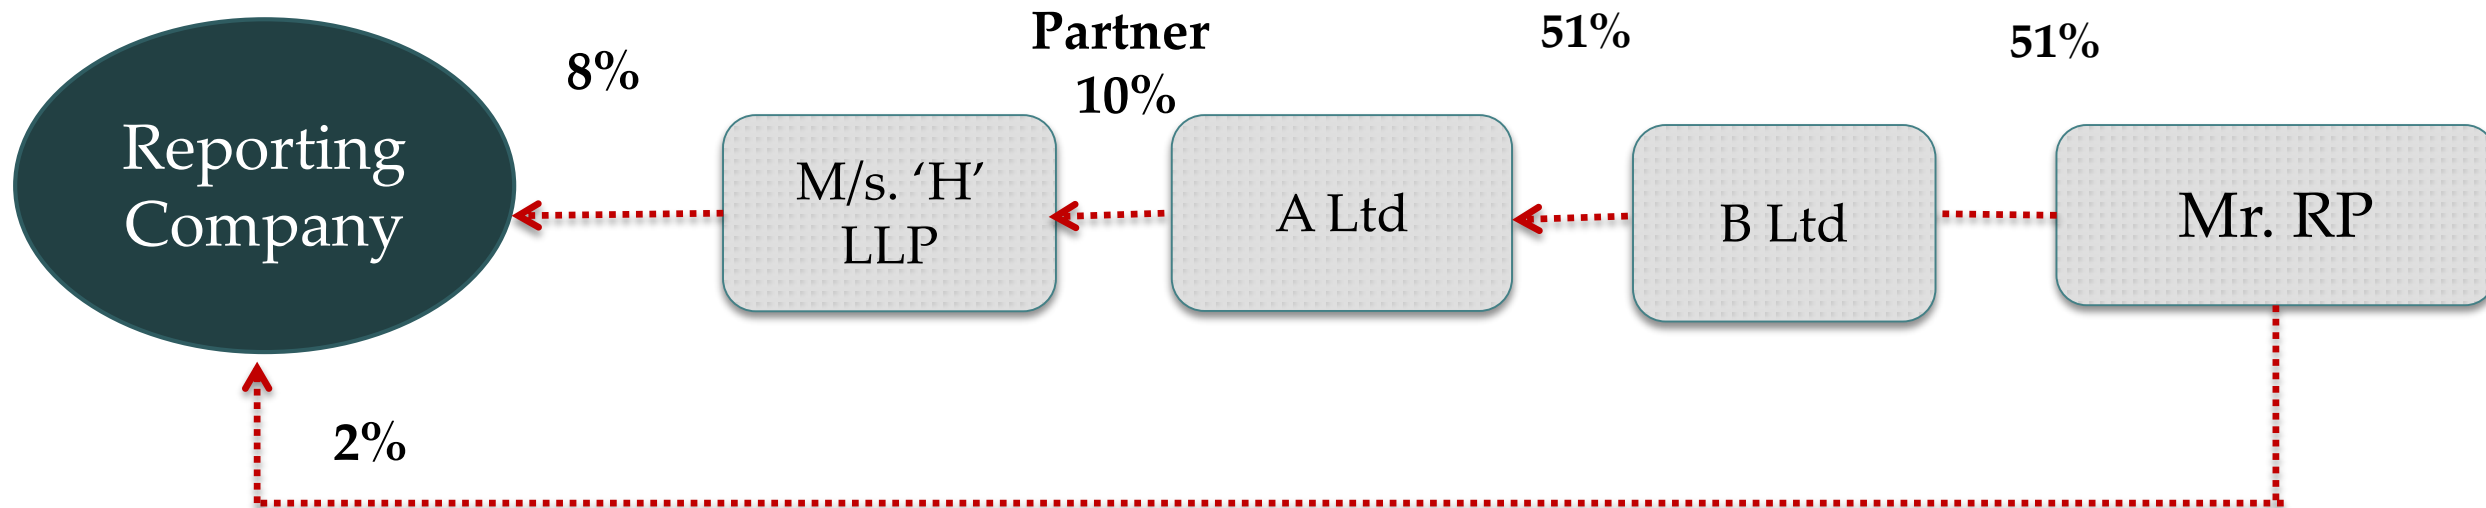 Reporting
Company
8%
M/s. ‘H’
LLP
Partner
10%
A Ltd
51%
B Ltd
51%
Mr. RP
2%